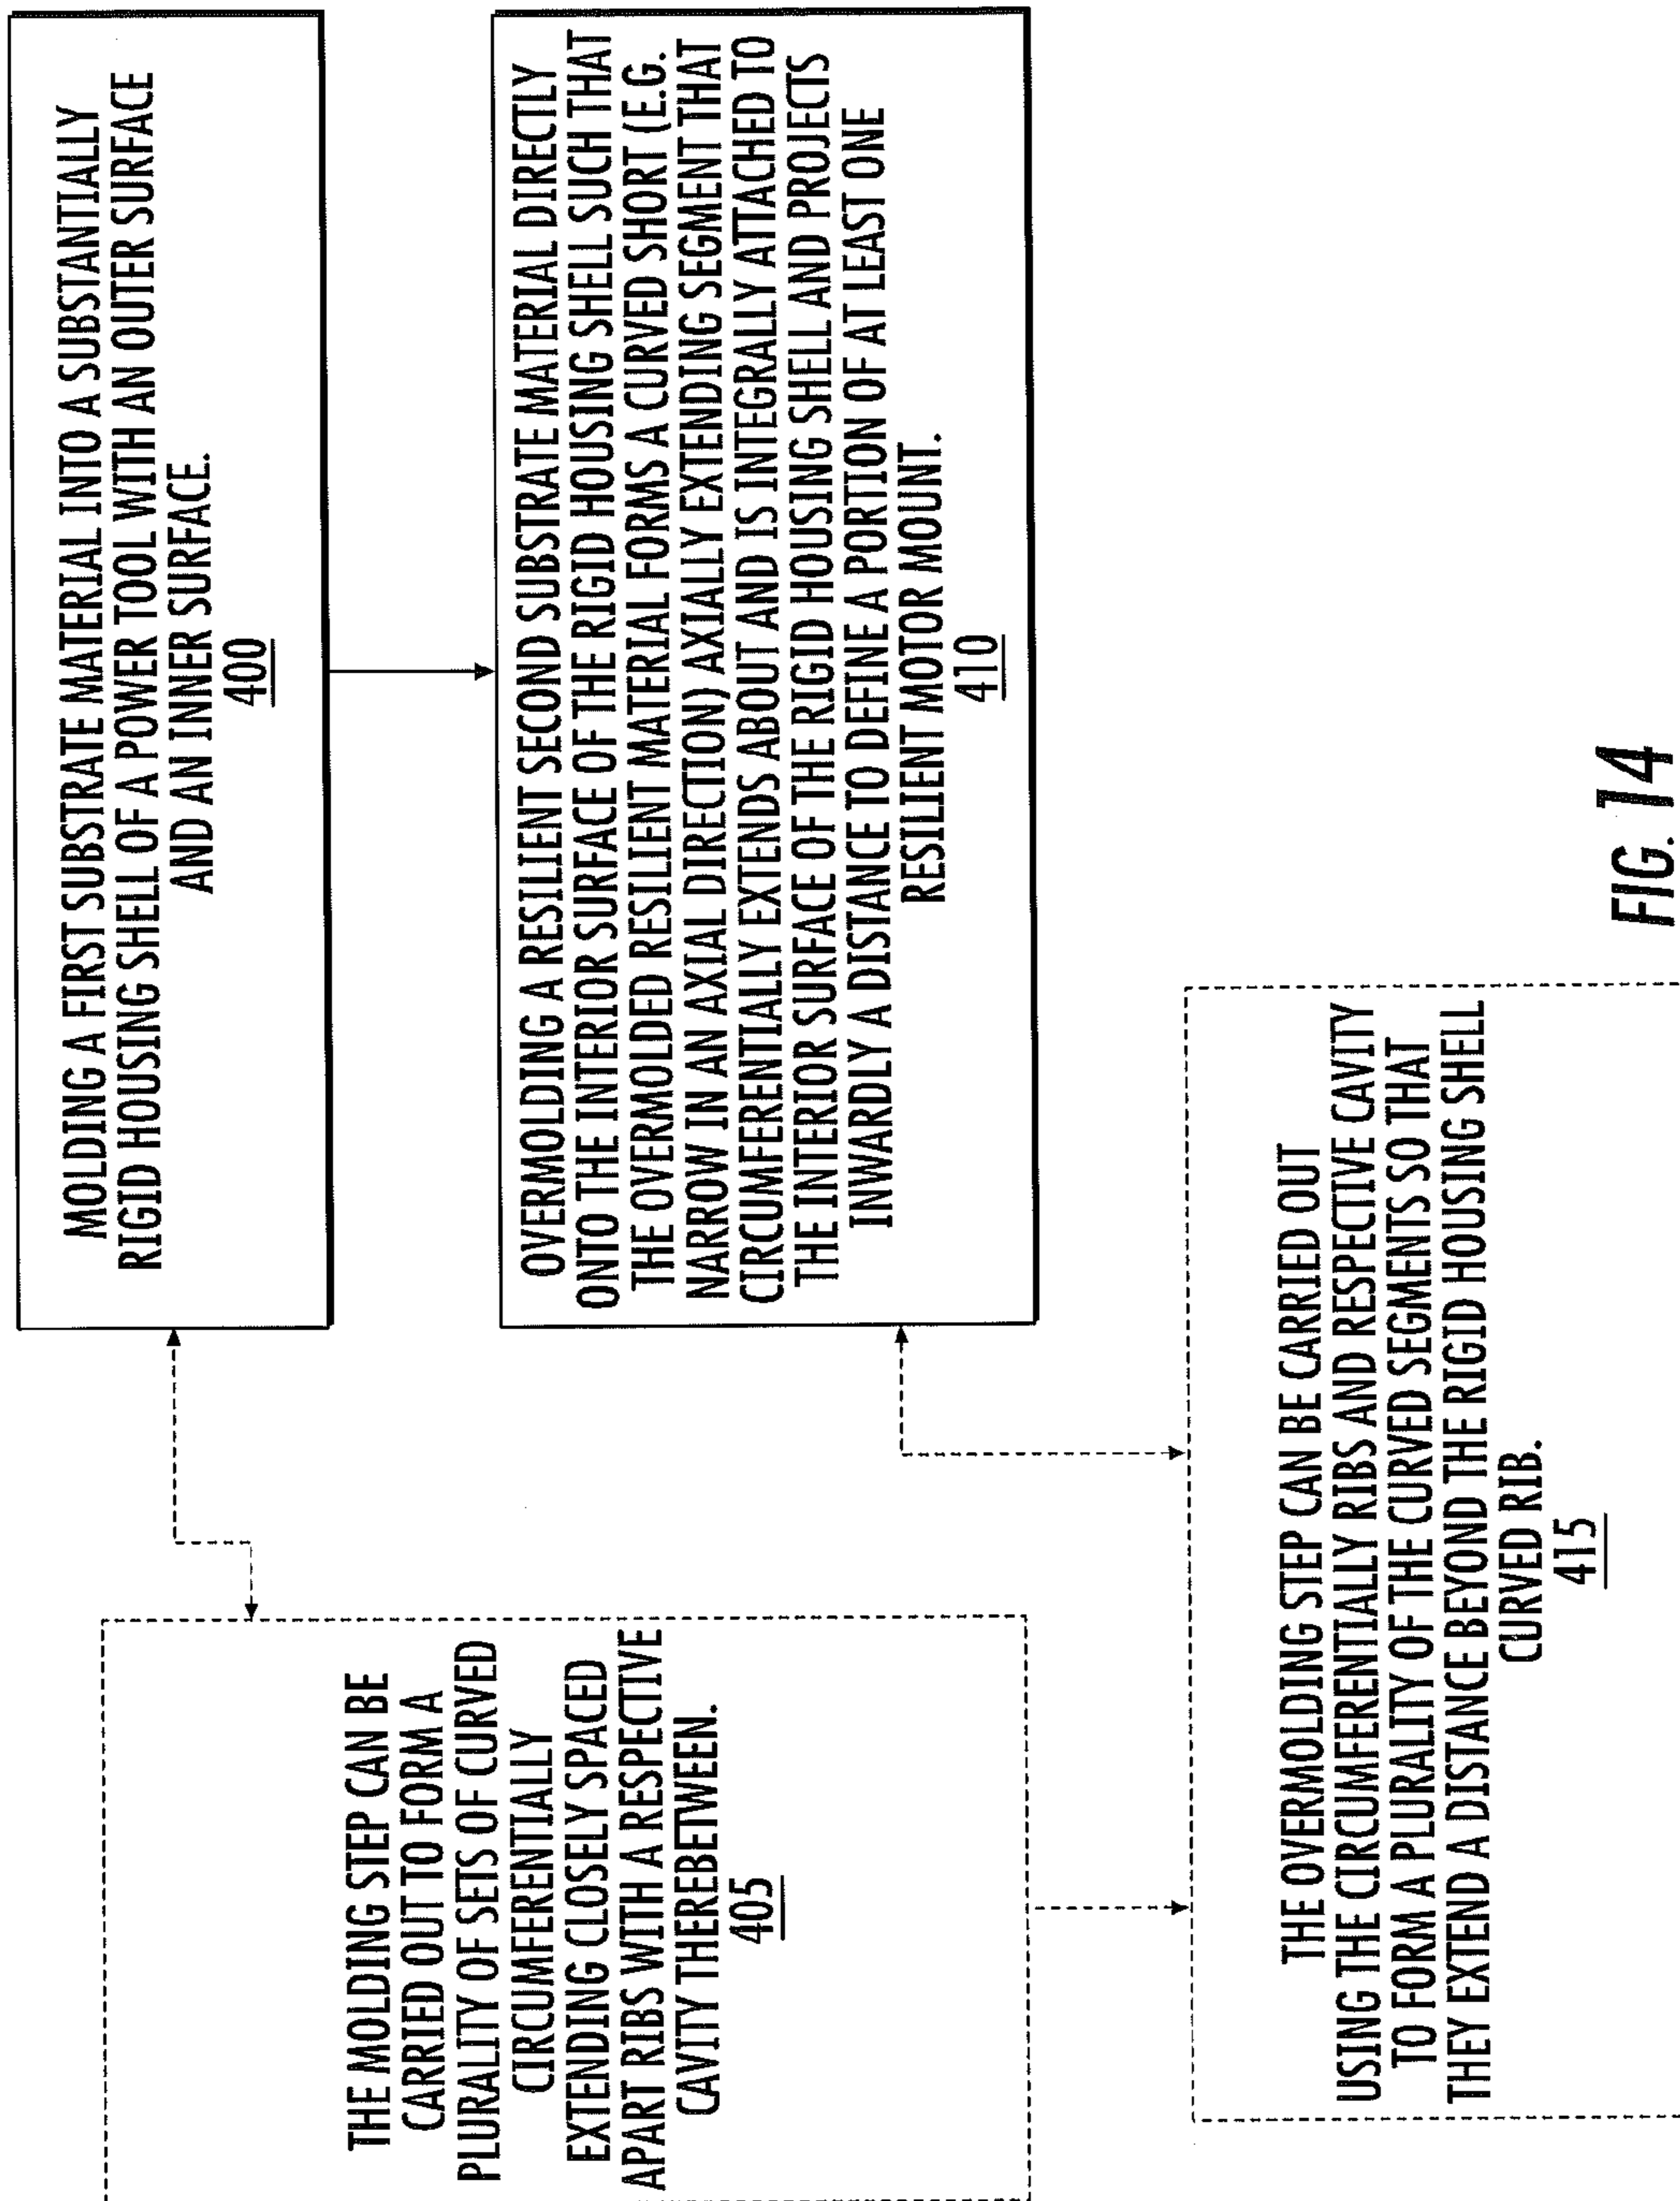 MOLDING A FIRST SUBSTRATE MATERIAL INTO A SUBSTANTIALLY
RIGID HOUSING SHELL OF A POWER TOOL WITH AN OUTER SURFACE
AND AN INNER SURFACE.
400
OVERMOLDING A RESILIENT SECOND SUBSTRATE MATERIAL DIRECTLY
ONTO THE INTERIOR SURFACE OF THE RIGID HOUSING SHELL SUCH THAT
THE OVERMOLDED RESILIENT MATERIAL FORMS A CURVED SHORT (E.G.
NARROW IN AN AXIAL DIRECTION) AXIALLY EXTENDING SEGMENT THAT
CIRCUMFERENTIALLY EXTENDS ABOUT AND IS INTEGRALLY ATTACHED TO
THE INTERIOR SURFACE OF THE RIGID HOUSING SHELL AND PROJECTS
INWARDLY A DISTANCE TO DEFINE A PORTION OF AT LEAST ONE
RESILIENT MOTOR MOUNT.
410
THE MOLDING STEP CAN BE
CARRIED OUT TO FORM A
PLURALITY OF SETS OF CURVED
CIRCUMFERENTIALLY
EXTENDING CLOSELY SPACED
APART RIBS WITH A RESPECTIVE
CAVITY THEREBETWEEN.
405
THE OVERMOLDING STEP CAN BE CARRIED OUT
USING THE CIRCUMFERENTIALLY RIBS AND RESPECTIVE CAVITY
TO FORM A PLURALITY OF THE CURVED SEGMENTS SO THAT
THEY EXTEND A DISTANCE BEYOND THE RIGID HOUSING SHELL
CURVED RIB.
415
FIG. 14